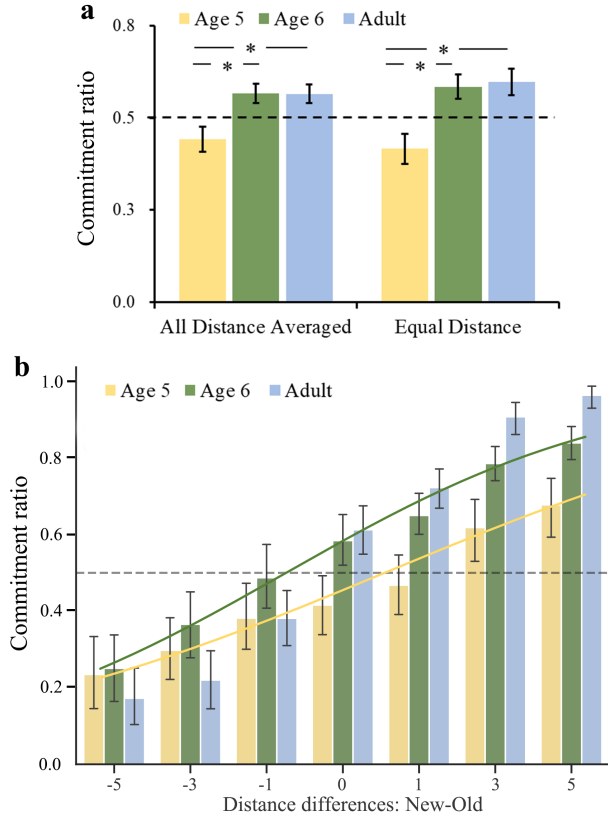 a
Age 5 Age 6 Adult
0.8
0.5
0.3
0.0
Commitment ratio
*
*
*
*
All Distance Averaged Equal Distance
b
Age 5 Age 6 Adult
1.0
0.8
0.6
0.4
0.2
0.0
Commitment ratio
-5 -3 -1 0 1 3 5
Distance differences: New-Old